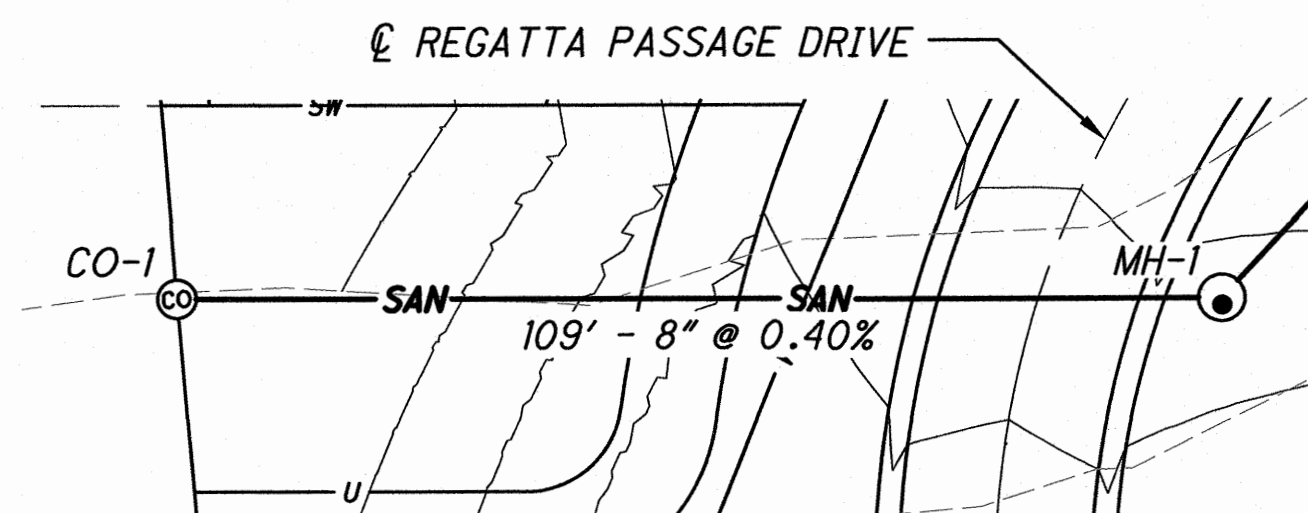 ℄ REGATTA PASSAGE DRIVE
SW
CO-1
MH-1
CO
SAN
SAN
109' - 8" @ 0.40%
U